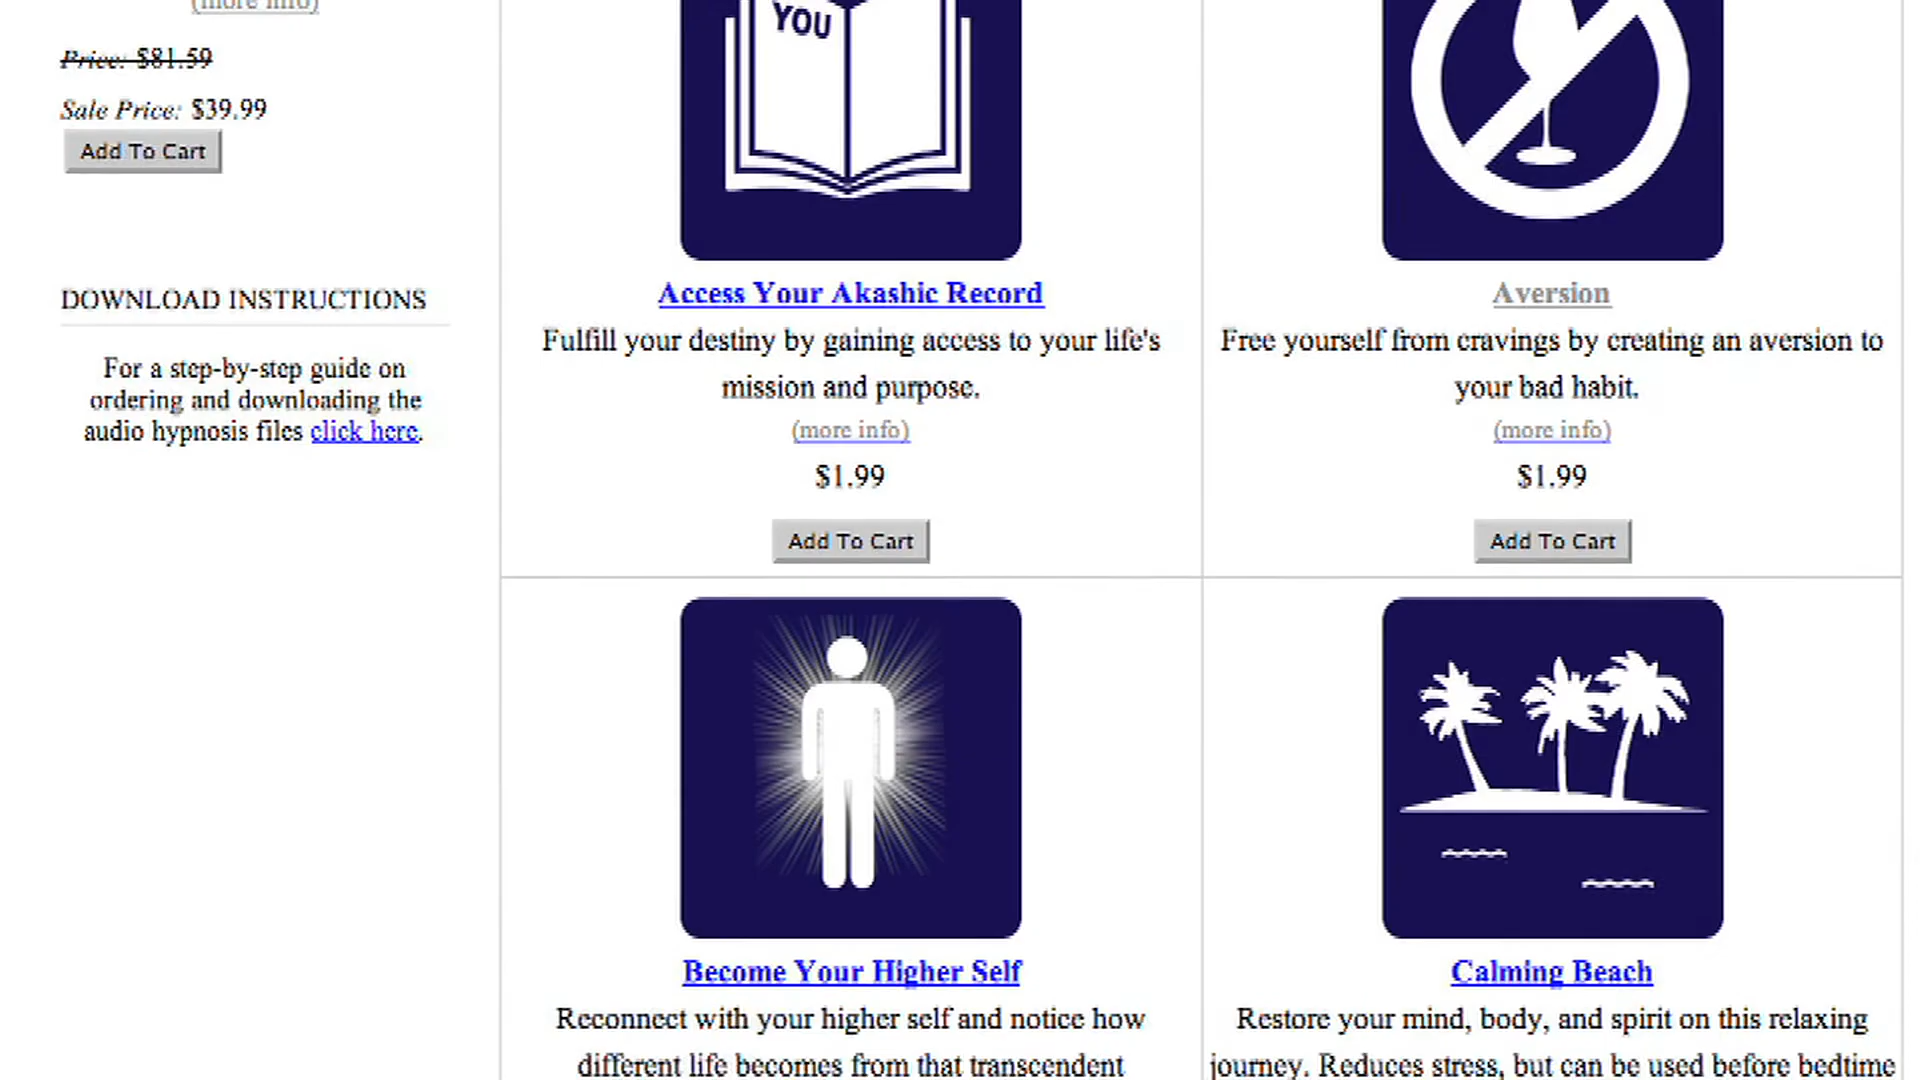 (more info)
Price: $81.59
Sale Price: $39.99
Add To Cart
DOWNLOAD INSTRUCTIONS
For a step-by-step guide on
ordering and downloading the
audio hypnosis files click here.
YOU
Access Your Akashic Record
Fulfill your destiny by gaining access to your life's
mission and purpose.
(more info)
$1.99
Add To Cart
Aversion
Free yourself from cravings by creating an aversion to
your bad habit.
(more info)
$1.99
Add To Cart
Become Your Higher Self
Reconnect with your higher self and notice how
different life becomes from that transcendent
Calming Beach
Restore your mind, body, and spirit on this relaxing
journey. Reduces stress, but can be used before bedtime